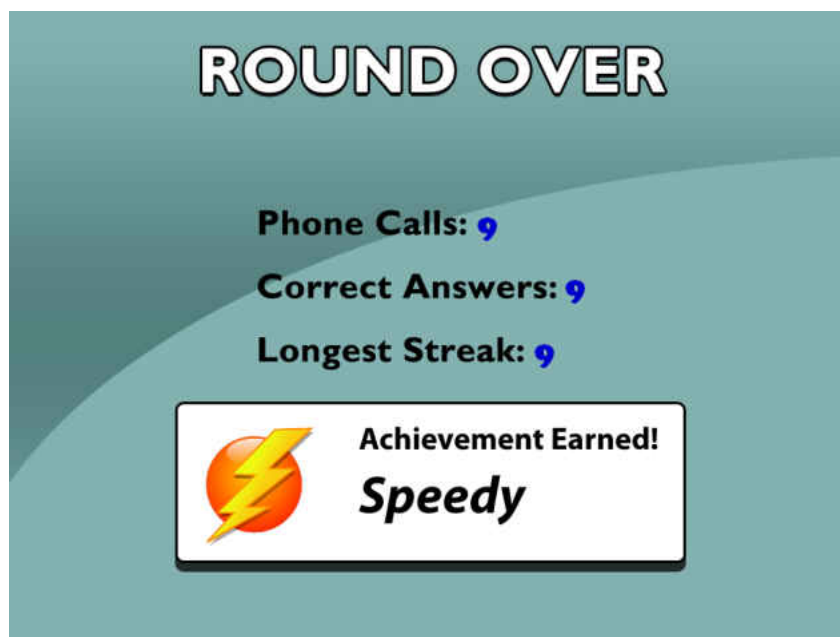 ROUND OVER
Phone Calls: 9
Correct Answers: 9
Longest Streak: 9
Achievement Earned!
Speedy